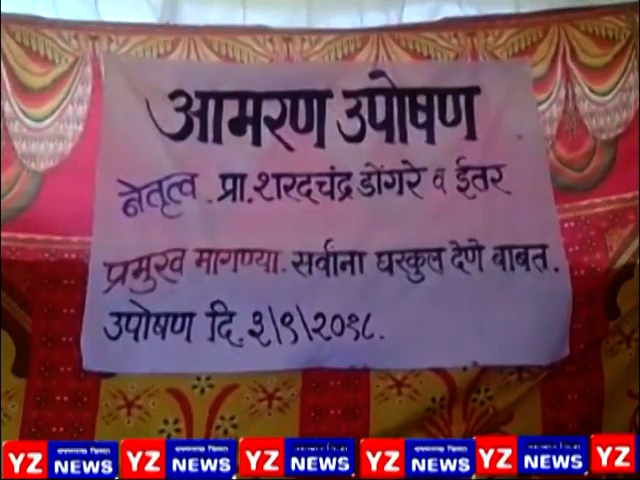 आमरण उपोषण
नेतृत्व. प्रा. शरदचंद्र डोंगरे व ईतर
प्रमुख मागण्या. सर्वांना घरकुल देणे बाबत.
उपोषण दि. ३/९/२०१८.
YZ NEWS YZ NEWS YZ NEWS YZ NEWS YZ NEWS YZ